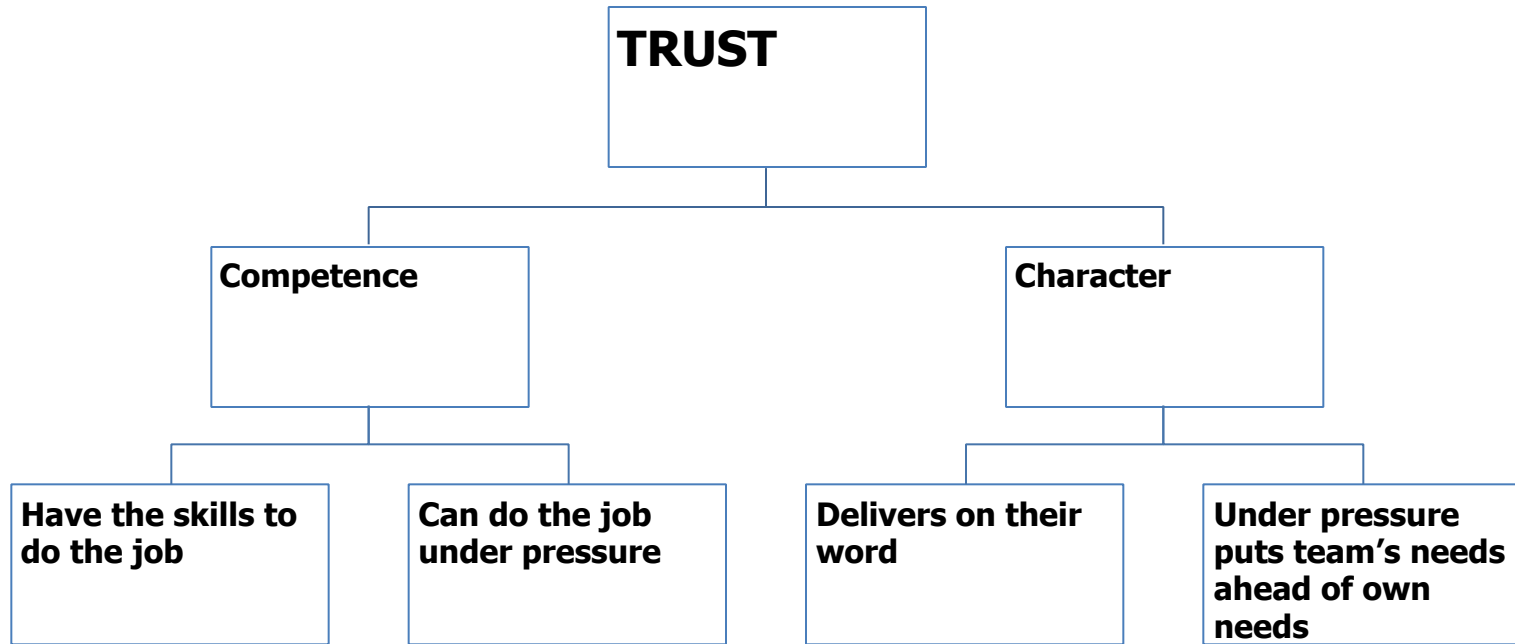 TRUST
Competence
Character
Have the skills to
do the job
Can do the job
under pressure
Delivers on their
word
Under pressure
puts team’s needs
ahead of own
needs